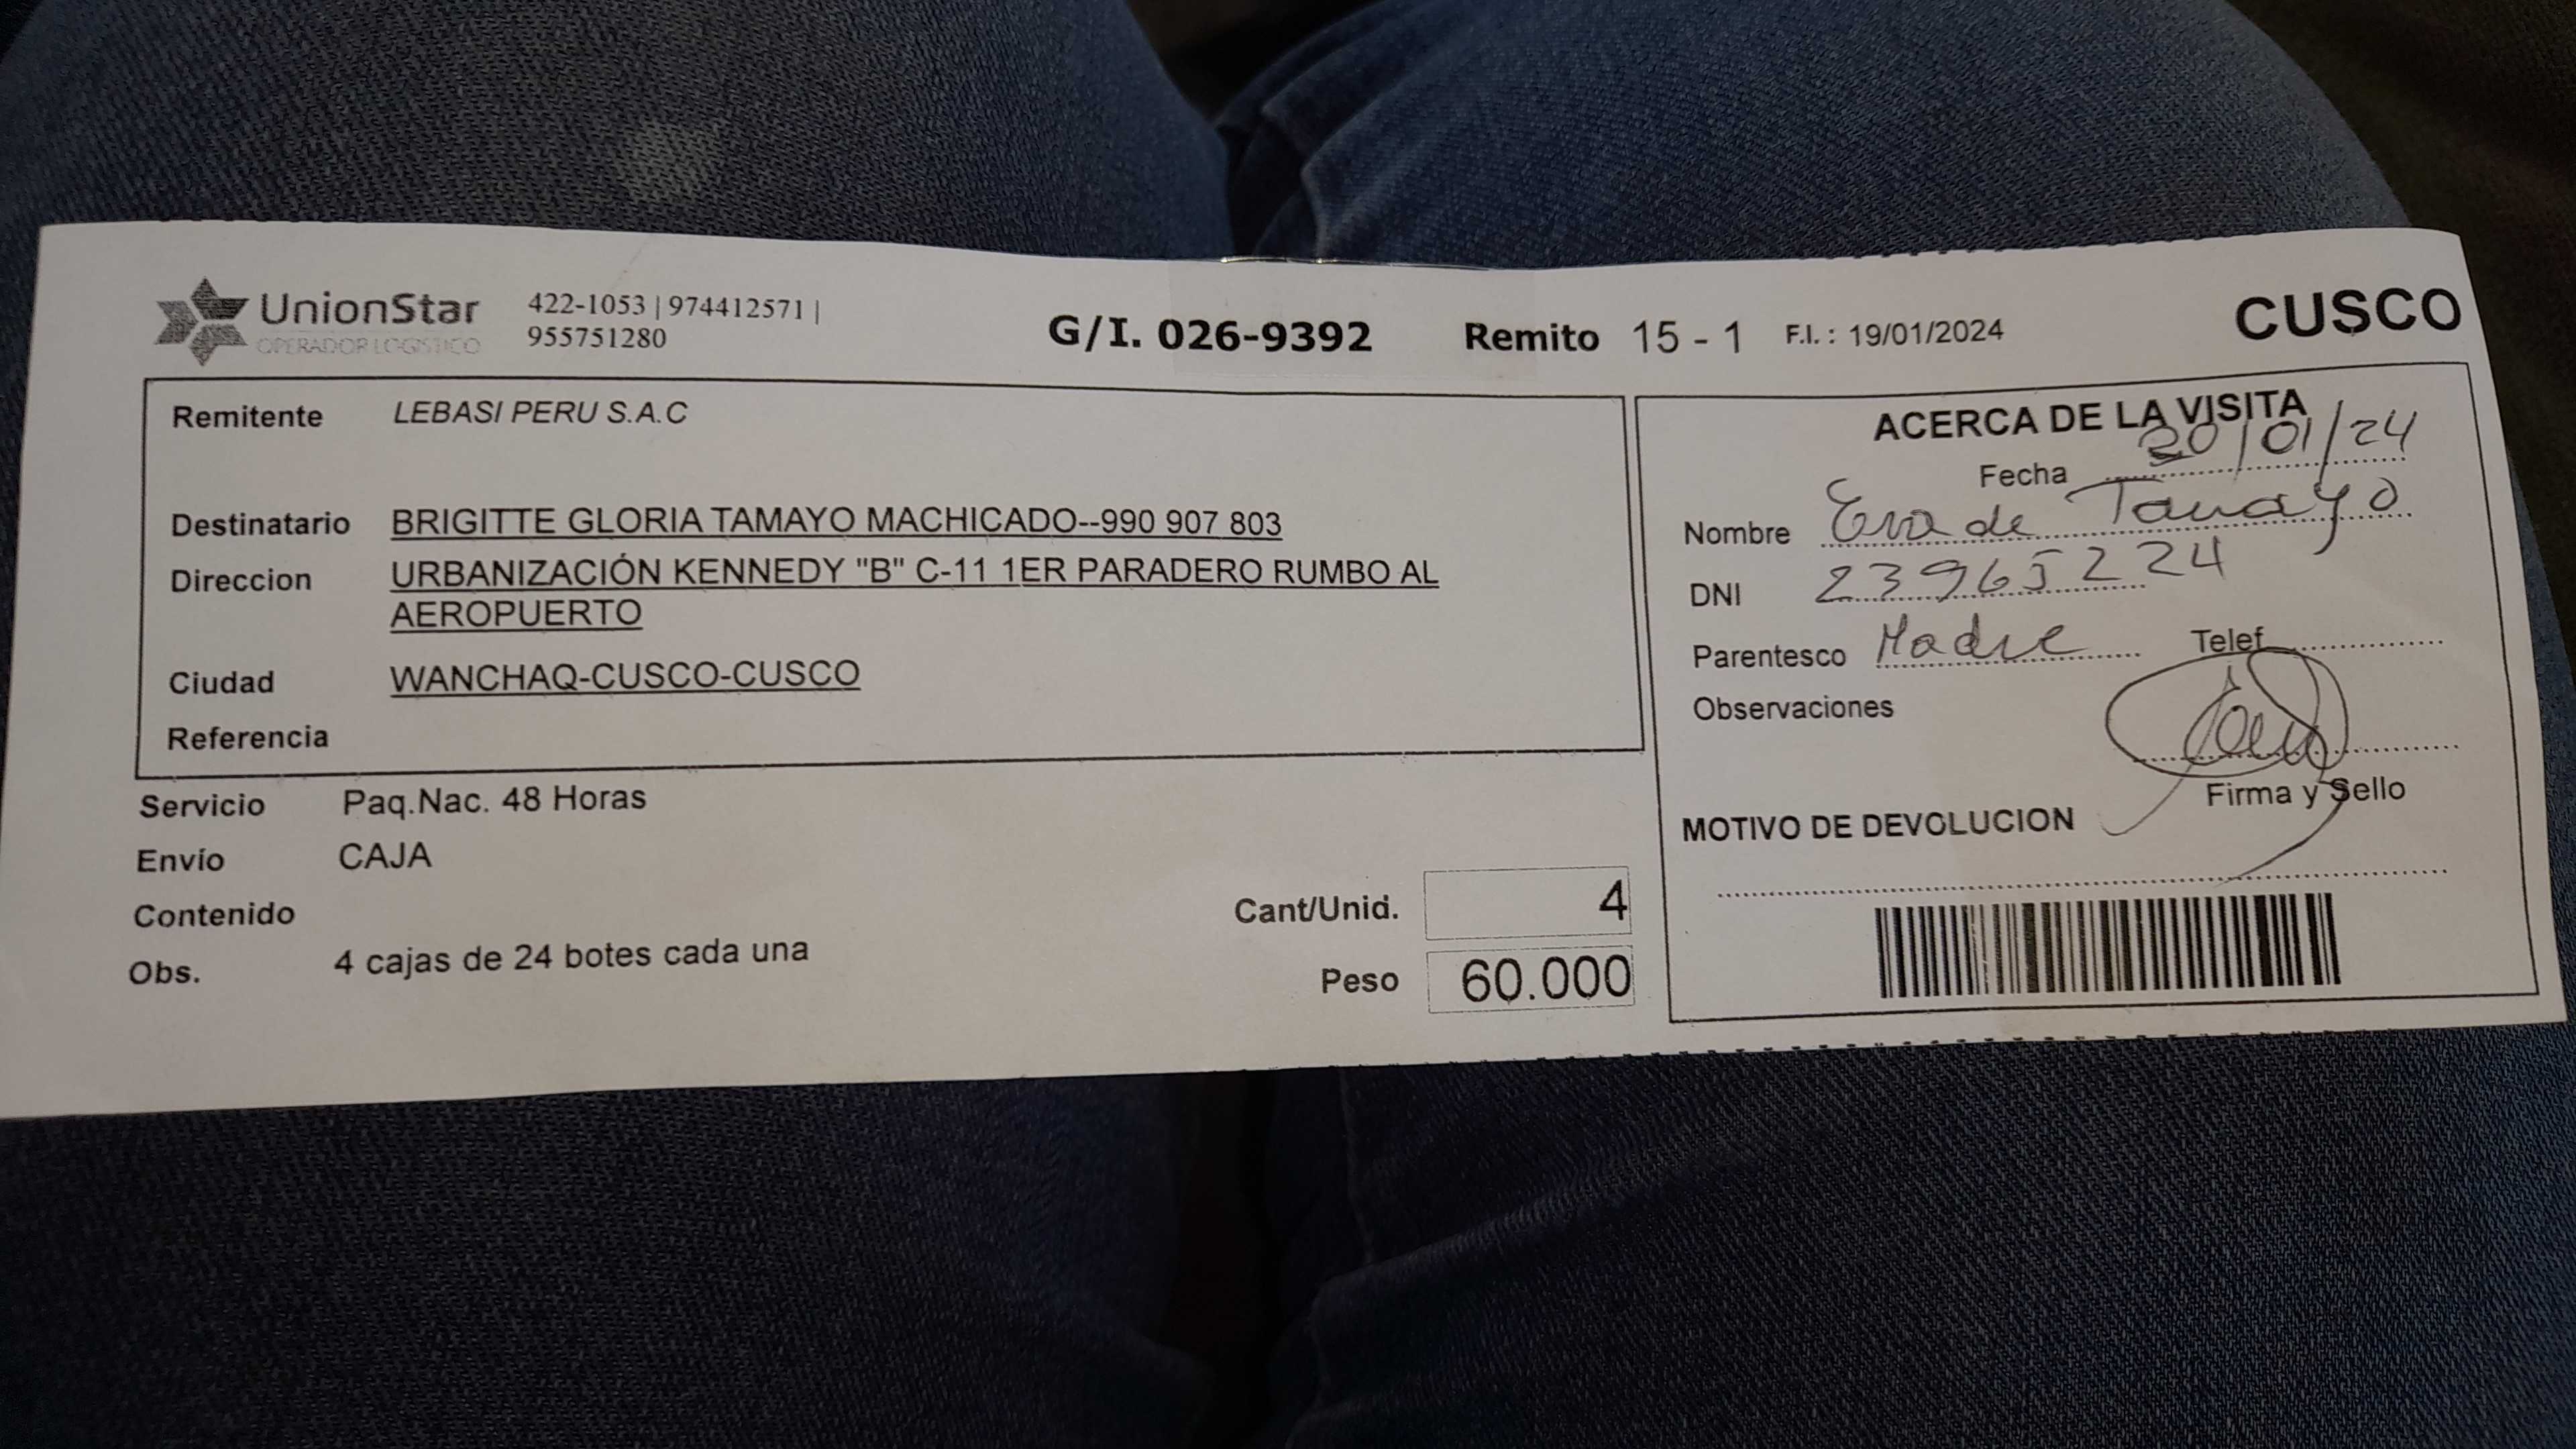 UnionStar
OPERADOR LOGISTICO
422-1053 | 974412571 |
955751280
G/I. 026-9392 Remito 15 - 1 F.I. : 19/01/2024
CUSCO
Remitente LEBASI PERU S.A.C
Destinatario BRIGITTE GLORIA TAMAYO MACHICADO--990 907 803
Direccion URBANIZACIÓN KENNEDY "B" C-11 1ER PARADERO RUMBO AL
AEROPUERTO
Ciudad WANCHAQ-CUSCO-CUSCO
Referencia
Servicio Paq.Nac. 48 Horas
Envío CAJA
Contenido
Obs. 4 cajas de 24 botes cada una
Cant/Unid. 4
Peso 60.000
ACERCA DE LA VISITA
Fecha 20/01/24
Nombre Eva de Tamayo
DNI 23965224
Parentesco Madre Telef
Observaciones
Firma y Sello
MOTIVO DE DEVOLUCION